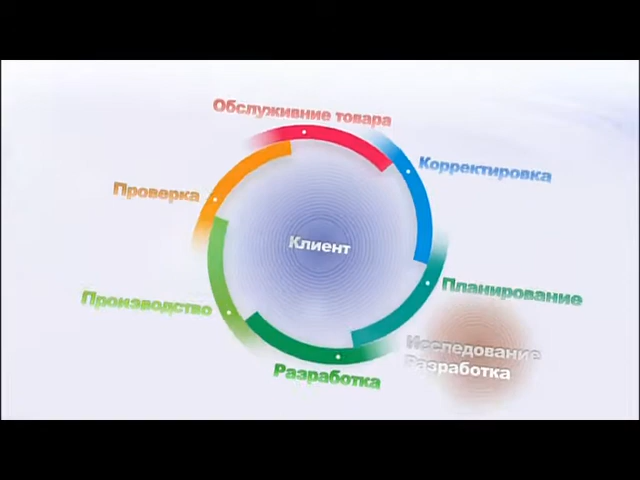 Обслуживние товара
Корректировка
Проверка
Клиент
Планирование
Производство
Исследование
Разработка
Разработка